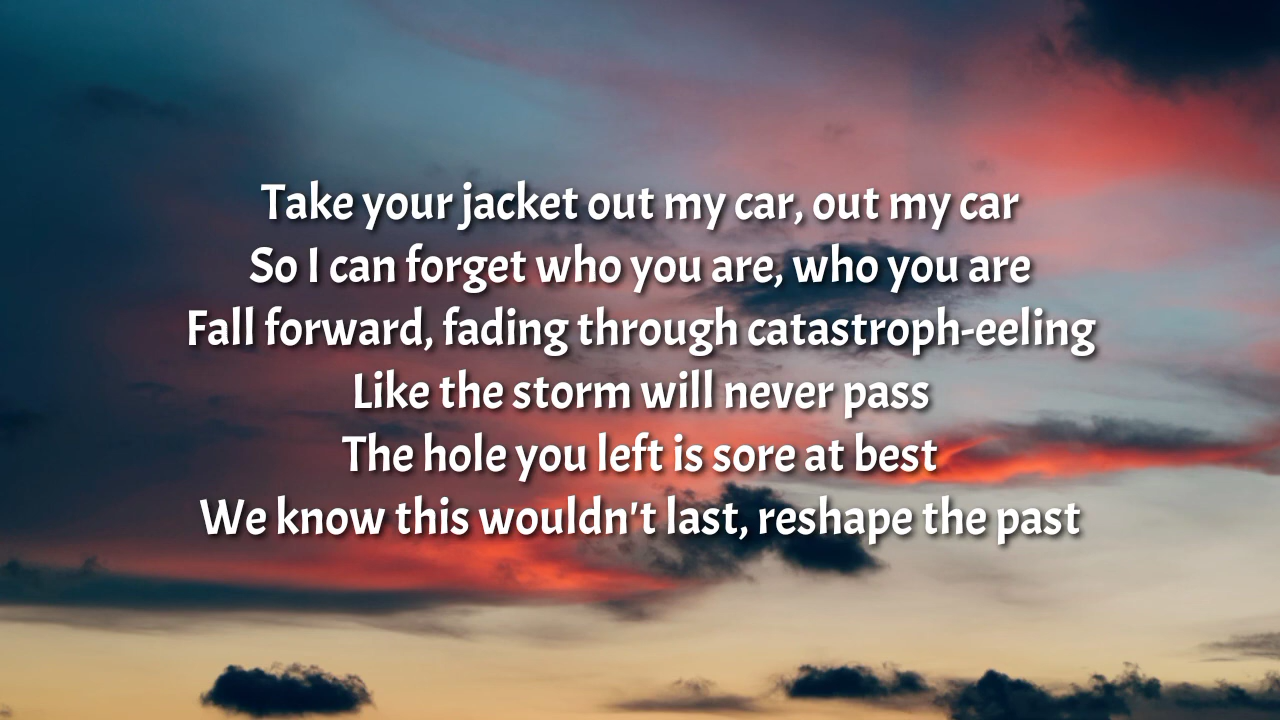 Take your jacket out my car, out my car
So I can forget who you are, who you are
Fall forward, fading through catastroph-eeling
Like the storm will never pass
The hole you left is sore at best
We know this wouldn't last, reshape the past